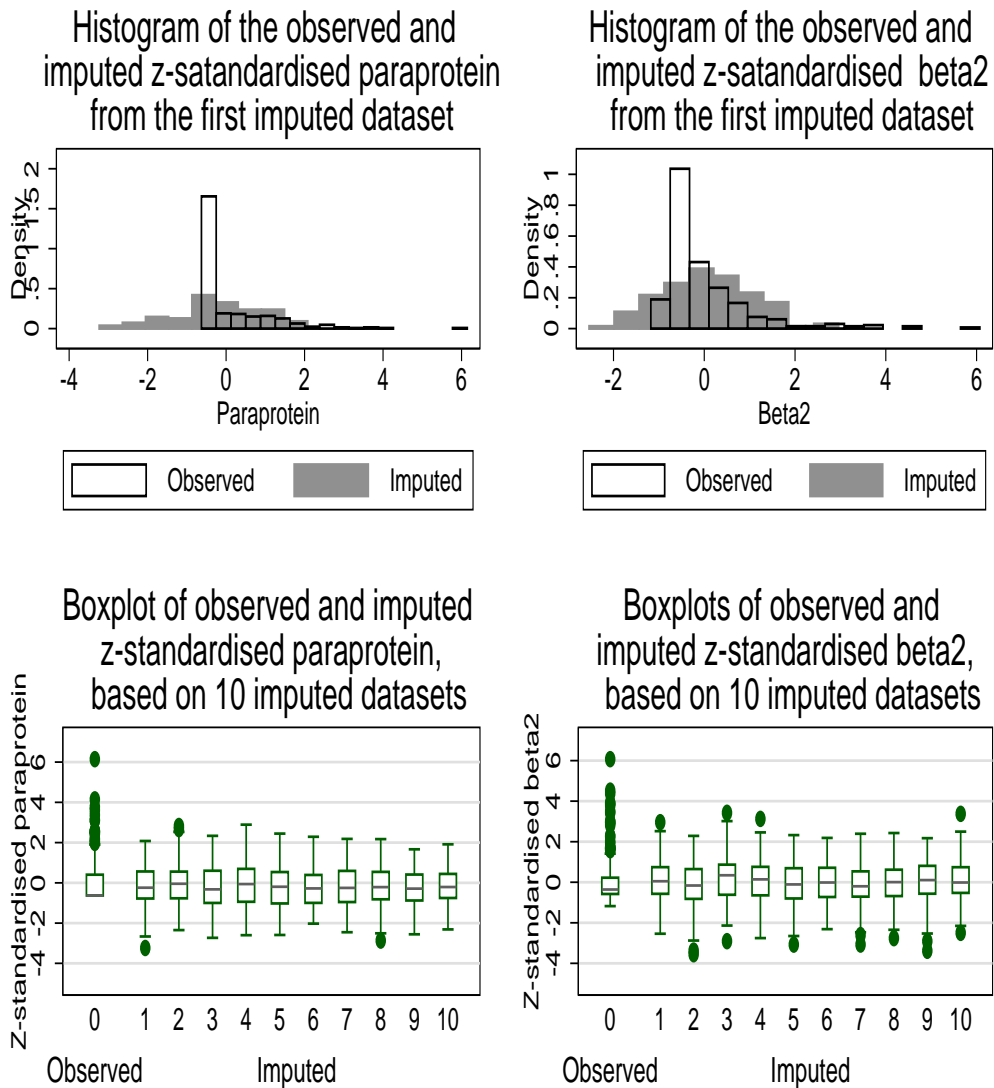 Histogram of the observed and
imputed z-satandardised paraprotein
from the first imputed dataset
Density
0 .5 1 1.5 2
-4 -2 0 2 4 6
Paraprotein
Observed Imputed
Histogram of the observed and
imputed z-satandardised beta2
from the first imputed dataset
Density
0 .2 .4 .6 .8 1
-2 0 2 4 6
Beta2
Observed Imputed
Boxplot of observed and imputed
z-standardised paraprotein,
based on 10 imputed datasets
Z-standardised paraprotein
-4 -2 0 2 4 6
0 1 2 3 4 5 6 7 8 9 10
Observed Imputed
Boxplots of observed and
imputed z-standardised beta2,
based on 10 imputed datasets
Z-standardised beta2
-4 -2 0 2 4 6
0 1 2 3 4 5 6 7 8 9 10
Observed Imputed